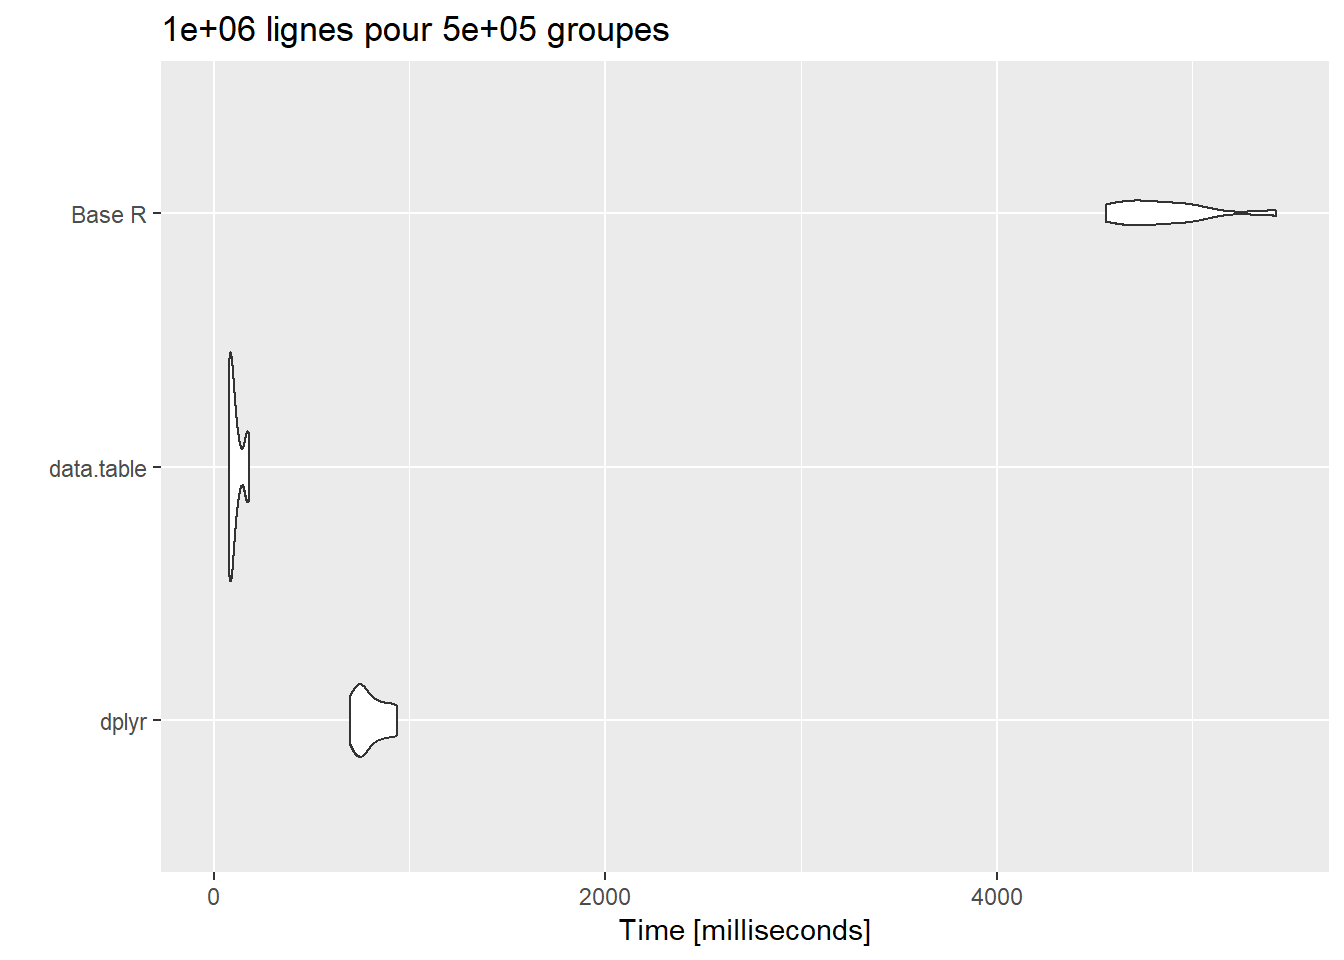 1e+06 lignes pour 5e+05 groupes
Base R
data.table
dplyr
0 2000 4000
Time [milliseconds]